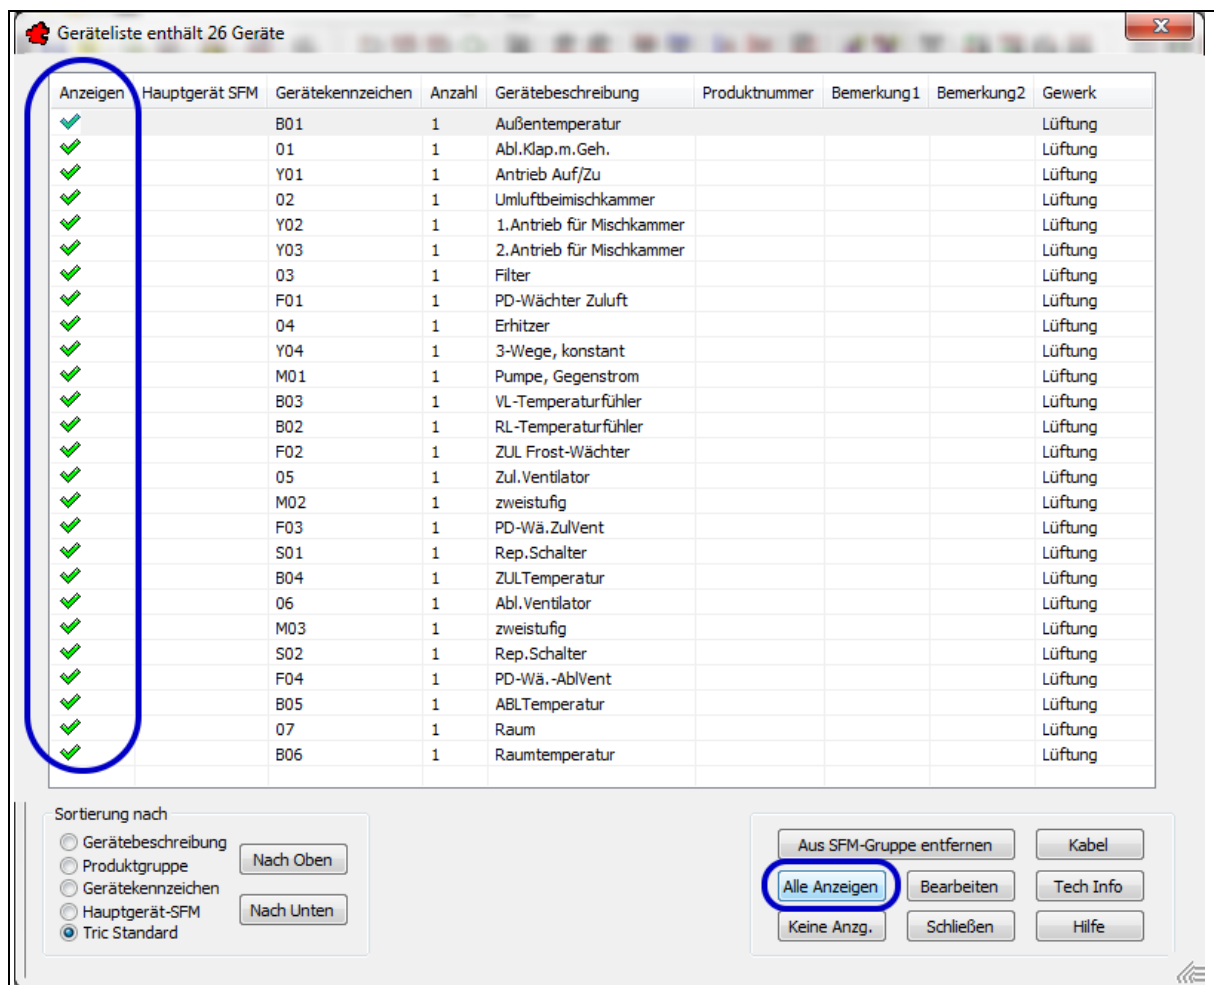 Geräteliste enthält 26 Geräte
Anzeigen Hauptgerät SFM Gerätekennzeichen Anzahl Gerätebeschreibung Produktnummer Bemerkung1 Bemerkung2 Gewerk
B01 1 Außentemperatur Lüftung
01 1 Abl.Klap.m.Geh. Lüftung
Y01 1 Antrieb Auf/Zu Lüftung
02 1 Umluftbeimischkammer Lüftung
Y02 1 1.Antrieb für Mischkammer Lüftung
Y03 1 2.Antrieb für Mischkammer Lüftung
03 1 Filter Lüftung
F01 1 PD-Wächter Zuluft Lüftung
04 1 Erhitzer Lüftung
Y04 1 3-Wege, konstant Lüftung
M01 1 Pumpe, Gegenstrom Lüftung
B03 1 VL-Temperaturfühler Lüftung
B02 1 RL-Temperaturfühler Lüftung
F02 1 ZUL Frost-Wächter Lüftung
05 1 Zul.Ventilator Lüftung
M02 1 zweistufig Lüftung
F03 1 PD-Wä.ZulVent Lüftung
S01 1 Rep.Schalter Lüftung
B04 1 ZULTemperatur Lüftung
06 1 Abl.Ventilator Lüftung
M03 1 zweistufig Lüftung
S02 1 Rep.Schalter Lüftung
F04 1 PD-Wä.-AblVent Lüftung
B05 1 ABLTemperatur Lüftung
07 1 Raum Lüftung
B06 1 Raumtemperatur Lüftung
Sortierung nach
Gerätebeschreibung
Produktgruppe
Gerätekennzeichen
Hauptgerät-SFM
Tric Standard
Nach Oben
Nach Unten
Aus SFM-Gruppe entfernen Kabel
Alle Anzeigen Bearbeiten Tech Info
Keine Anzg. Schließen Hilfe